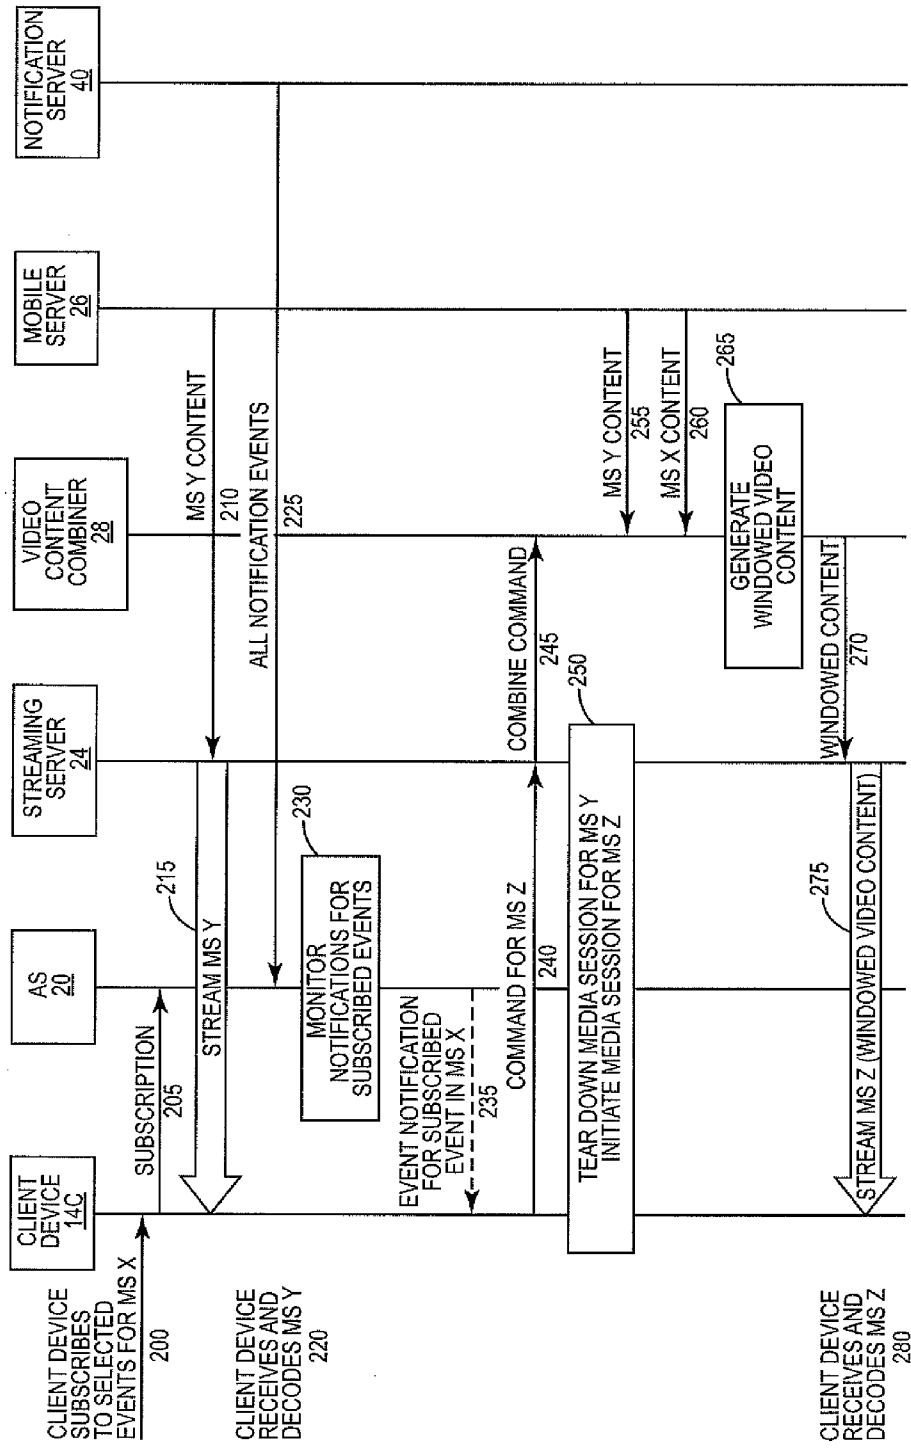 CLIENT
DEVICE
14C
AS
20
STREAMING
SERVER
24
VIDEO
CONTENT
COMBINER
28
MOBILE
SERVER
26
NOTIFICATION
SERVER
40
CLIENT DEVICE
SUBSCRIBES
TO SELECTED
EVENTS FOR MS X
200
SUBSCRIPTION
205
MS Y CONTENT
210
STREAM MS Y
215
CLIENT DEVICE
RECEIVES AND
DECODES MS Y
220
ALL NOTIFICATION EVENTS
225
MONITOR
NOTIFICATIONS FOR
SUBSCRIBED EVENTS
230
EVENT NOTIFICATION
FOR SUBSCRIBED
EVENT IN MS X
235
COMMAND FOR MS Z
240
COMBINE COMMAND
245
TEAR DOWN MEDIA SESSION FOR MS Y
INITIATE MEDIA SESSION FOR MS Z
250
MS Y CONTENT
255
MS X CONTENT
260
GENERATE
WINDOWED VIDEO
CONTENT
265
WINDOWED CONTENT
270
STREAM MS Z (WINDOWED VIDEO CONTENT)
275
CLIENT DEVICE
RECEIVES AND
DECODES MS Z
280